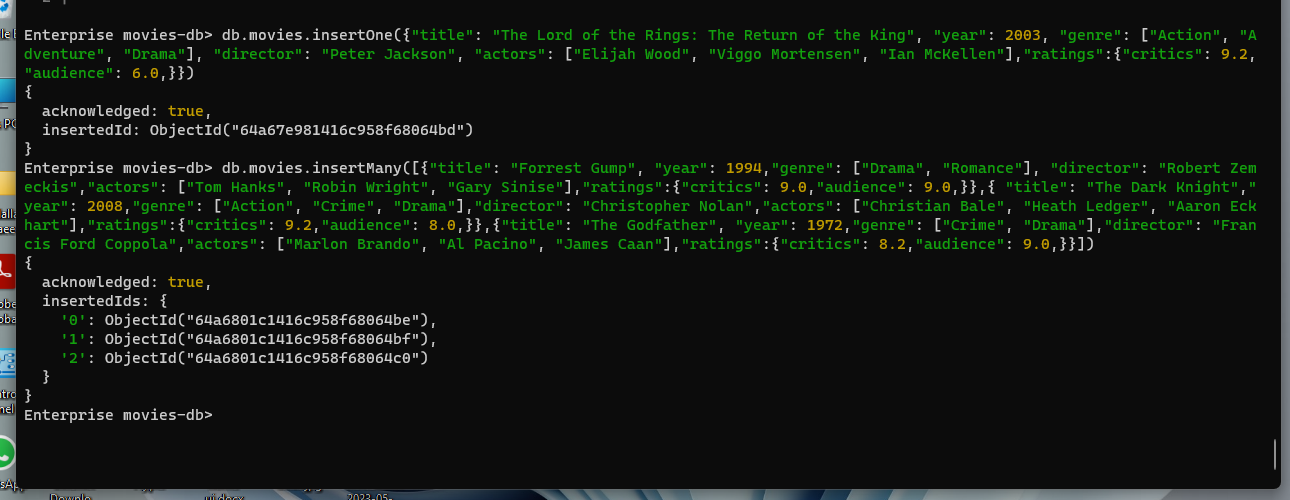 Enterprise movies-db> db.movies.insertOne({"title": "The Lord of the Rings: The Return of the King", "year": 2003, "genre": ["Action", "A
dventure", "Drama"], "director": "Peter Jackson", "actors": ["Elijah Wood", "Viggo Mortensen", "Ian McKellen"],"ratings":{"critics": 9.2,
"audience": 6.0,}})
{
  acknowledged: true,
  insertedId: ObjectId("64a67e981416c958f68064bd")
}
Enterprise movies-db> db.movies.insertMany([{"title": "Forrest Gump", "year": 1994,"genre": ["Drama", "Romance"], "director": "Robert Zem
eckis","actors": ["Tom Hanks", "Robin Wright", "Gary Sinise"],"ratings":{"critics": 9.0,"audience": 9.0,}},{ "title": "The Dark Knight","
year": 2008,"genre": ["Action", "Crime", "Drama"],"director": "Christopher Nolan","actors": ["Christian Bale", "Heath Ledger", "Aaron Eck
hart"],"ratings":{"critics": 9.2,"audience": 8.0,}},{"title": "The Godfather", "year": 1972,"genre": ["Crime", "Drama"],"director": "Fran
cis Ford Coppola","actors": ["Marlon Brando", "Al Pacino", "James Caan"],"ratings":{"critics": 8.2,"audience": 9.0,}}])
{
  acknowledged: true,
  insertedIds: {
    '0': ObjectId("64a6801c1416c958f68064be"),
    '1': ObjectId("64a6801c1416c958f68064bf"),
    '2': ObjectId("64a6801c1416c958f68064c0")
  }
}
Enterprise movies-db>